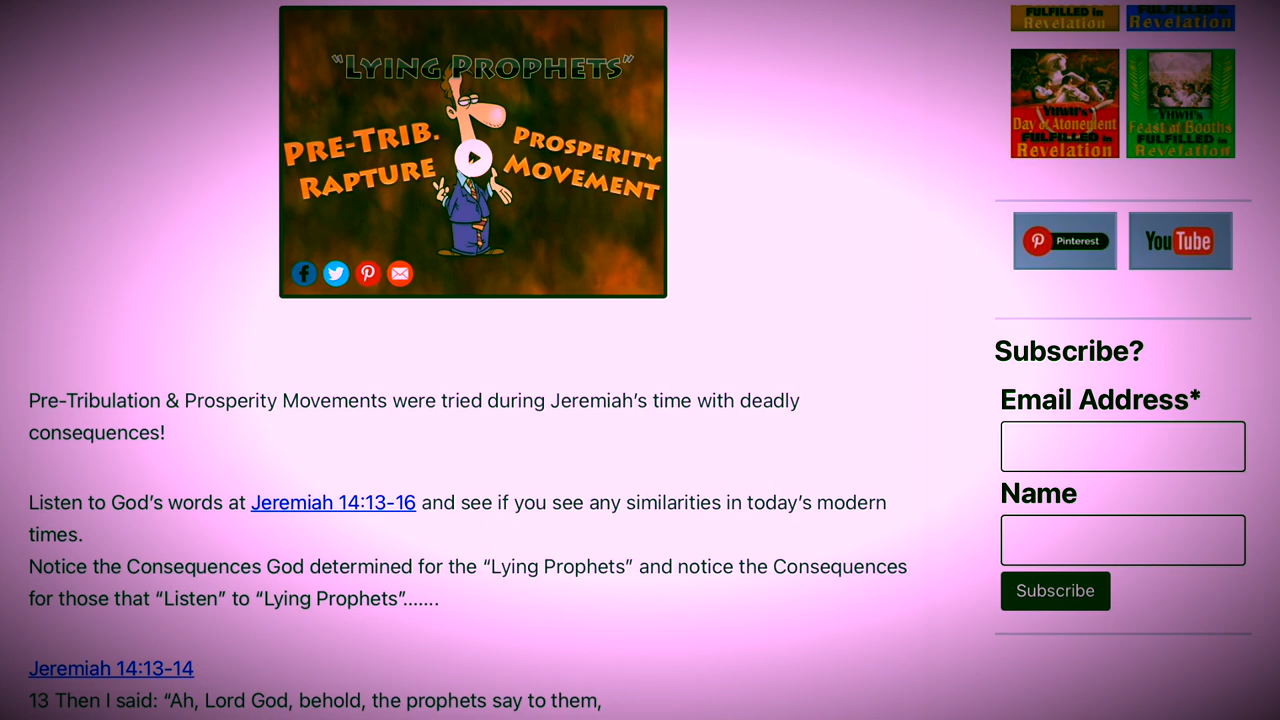 "LYING PROPHETS"
PRE-TRIB.
RAPTURE
PROSPERITY
MOVEMENT
Pre-Tribulation & Prosperity Movements were tried during Jeremiah's time with deadly
consequences!
Listen to God's words at Jeremiah 14:13-16 and see if you see any similarities in today's modern
times.
Notice the Consequences God determined for the “Lying Prophets” and notice the Consequences
for those that “Listen” to “Lying Prophets”.......
Jeremiah 14:13-14
13 Then I said: “Ah, Lord God, behold, the prophets say to them,
FULFILLED in
Revelation
FULFILLED in
Revelation
YHWH's
Day of Atonement
FULFILLED in
Revelation
YHWH's
Feast of Booths
FULFILLED in
Revelation
Pinterest
YouTube
Subscribe?
Email Address*
Name
Subscribe